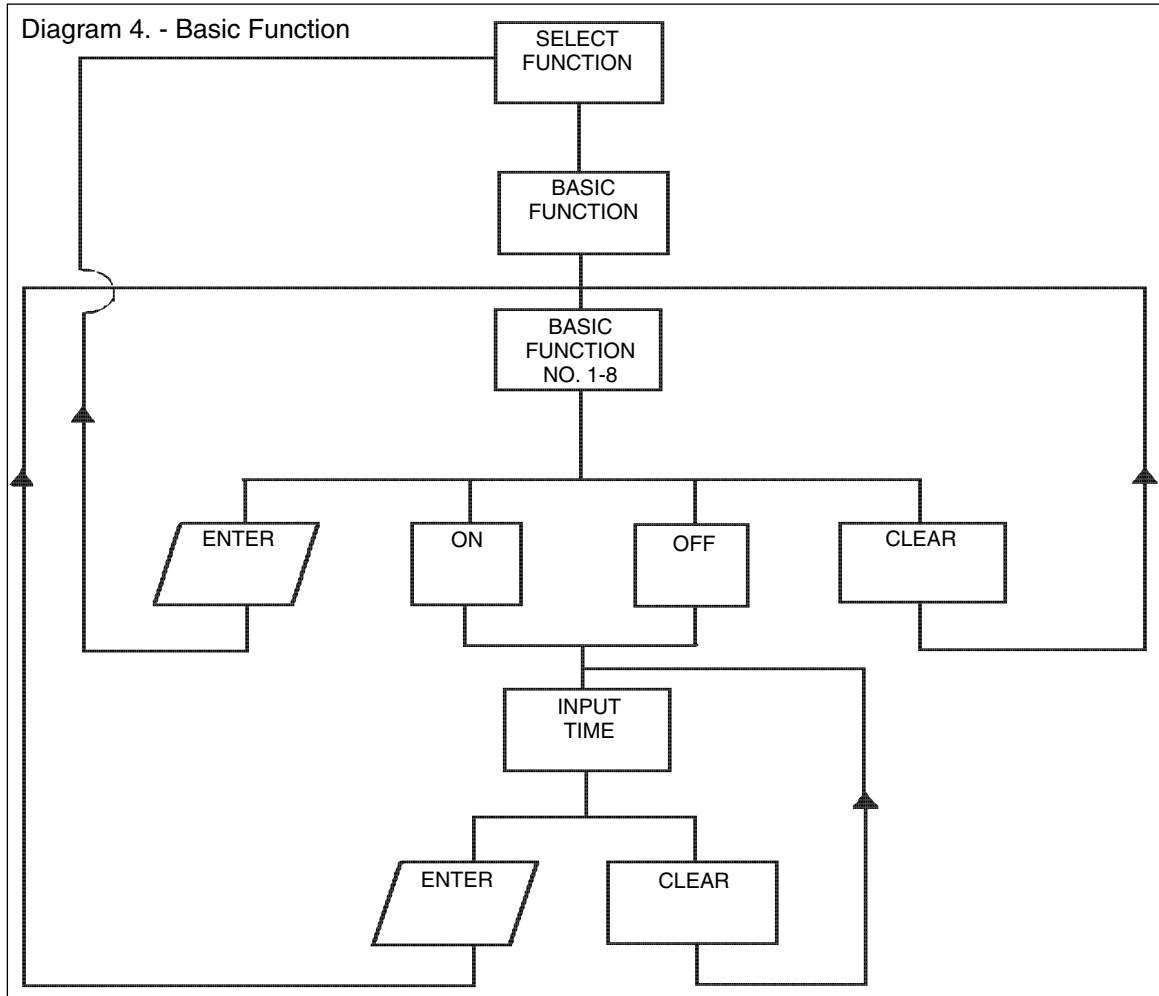 Diagram 4. - Basic Function
SELECT
FUNCTION
BASIC
FUNCTION
BASIC
FUNCTION
NO. 1-8
ENTER
ON
OFF
CLEAR
INPUT
TIME
ENTER
CLEAR